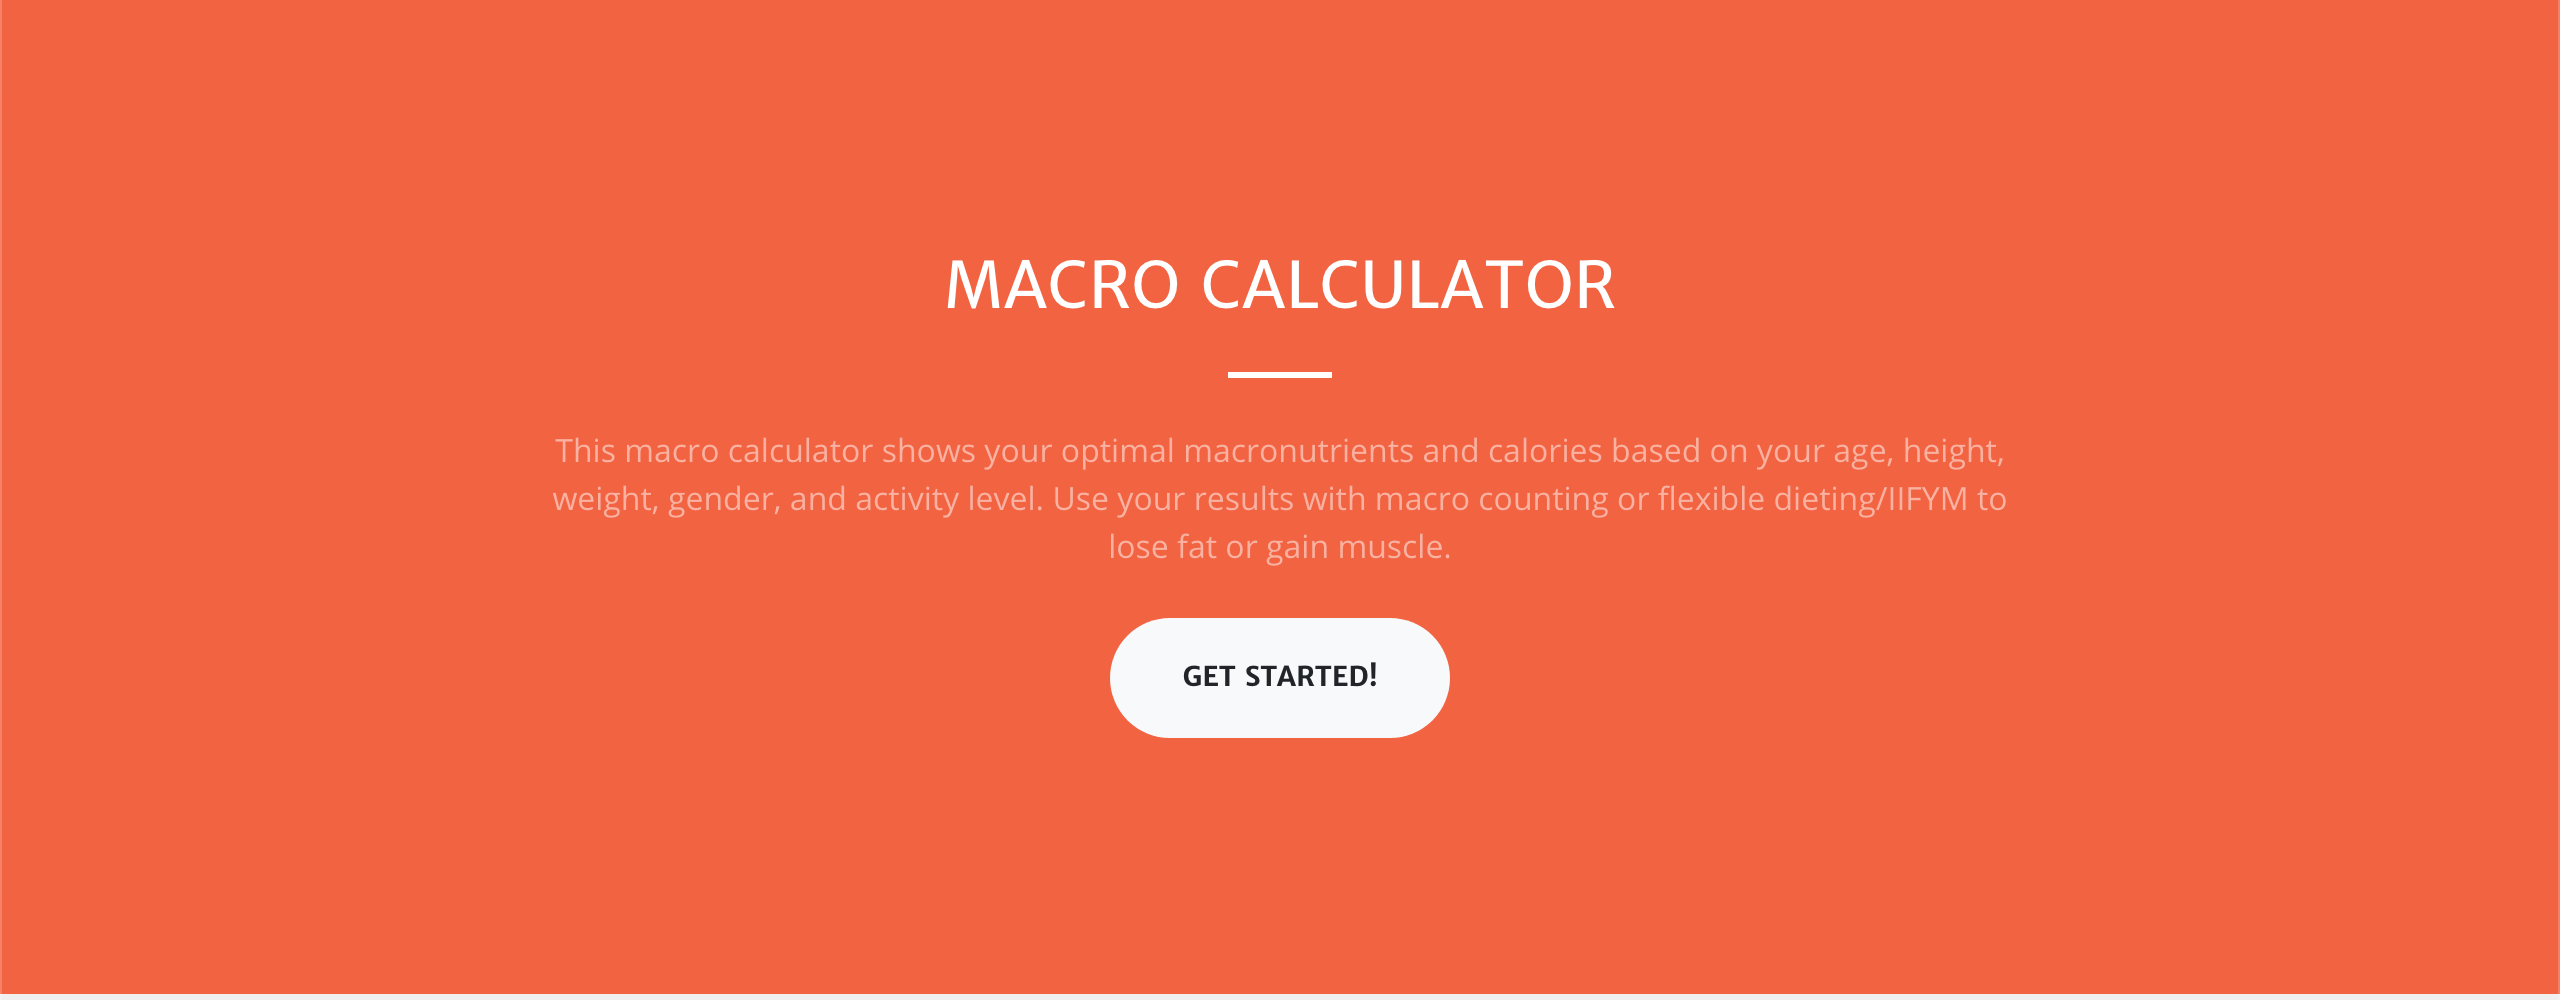 MACRO CALCULATOR
This macro calculator shows your optimal macronutrients and calories based on your age, height,
weight, gender, and activity level. Use your results with macro counting or flexible dieting/IIFYM to
lose fat or gain muscle.
GET STARTED!